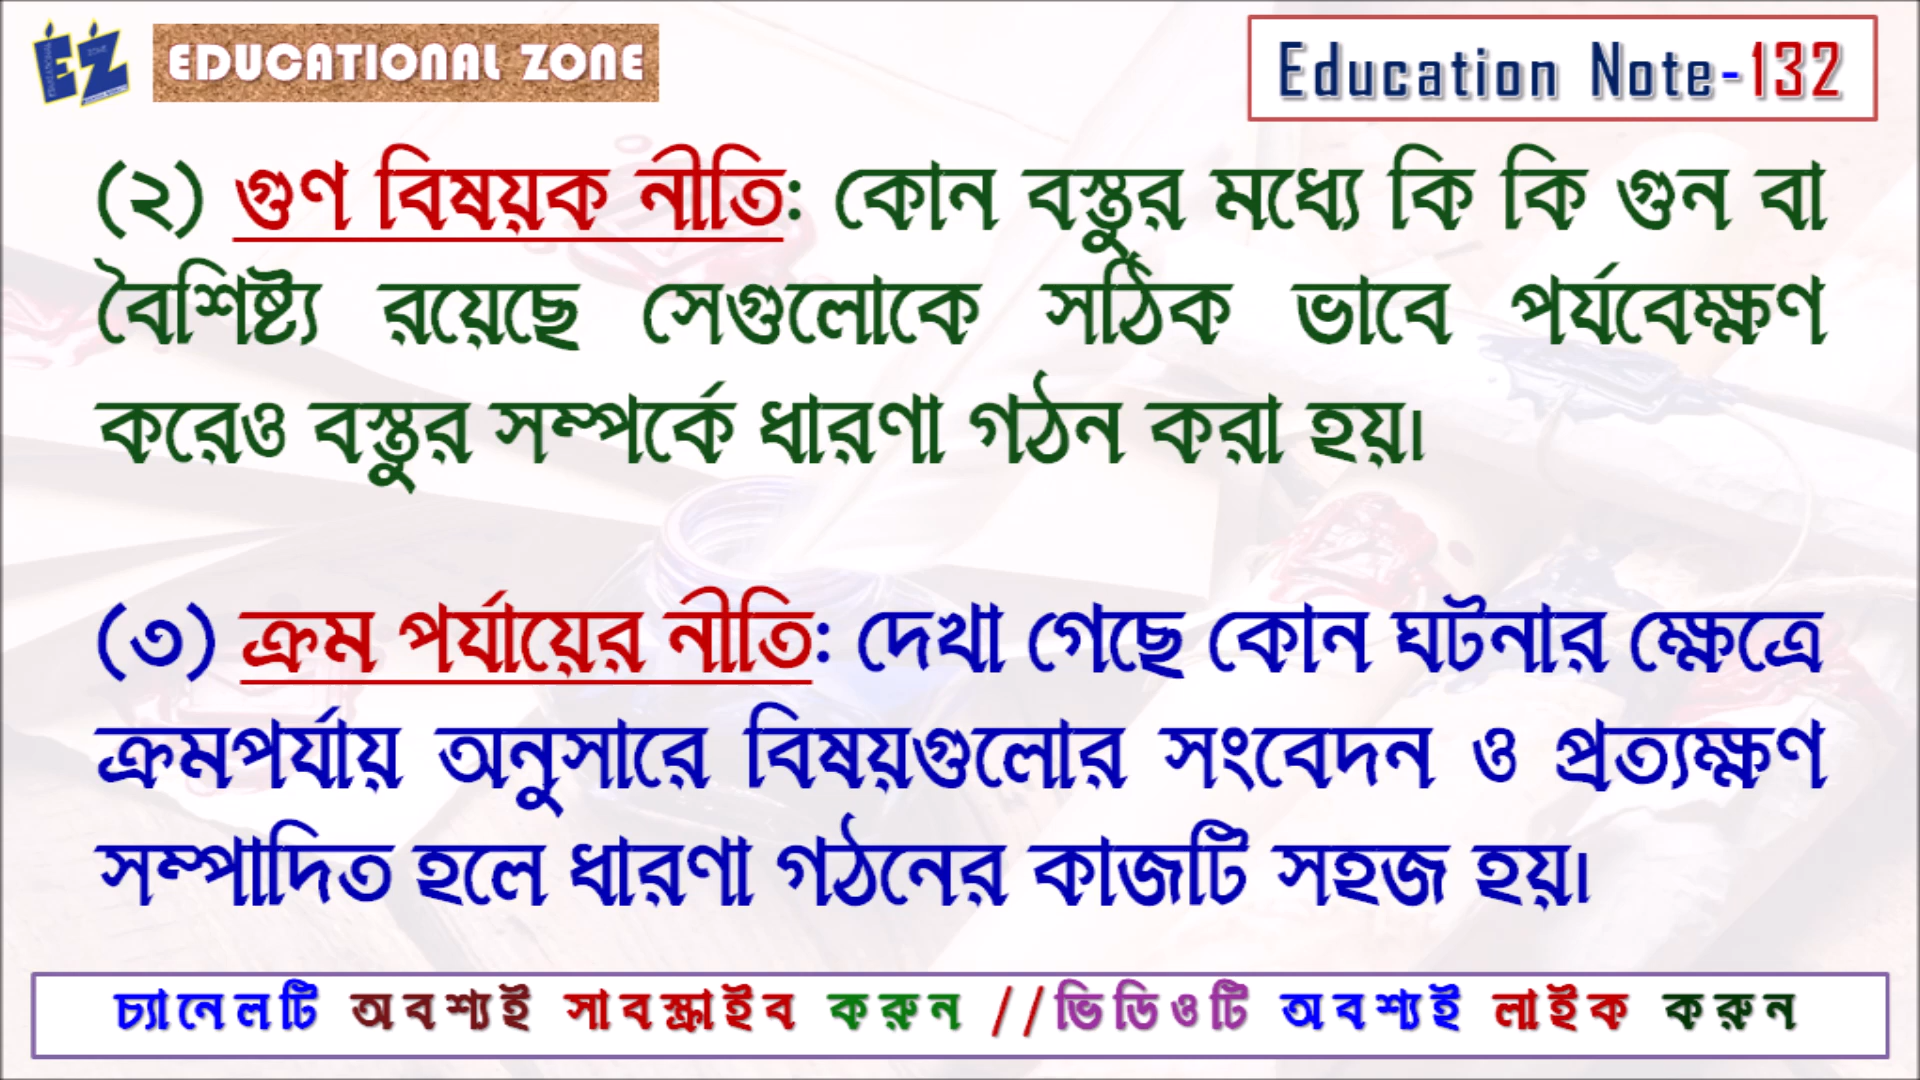 EZ EDUCATIONAL ZONE
Education Note-132
(২) গুণ বিষয়ক নীতি: কোন বস্তুর মধ্যে কি কি গুন বা
বৈশিষ্ট্য রয়েছে সেগুলোকে সঠিক ভাবে পর্যবেক্ষণ
করেও বস্তুর সম্পর্কে ধারণা গঠন করা হয়।
(৩) ক্রম পর্যায়ের নীতি: দেখা গেছে কোন ঘটনার ক্ষেত্রে
ক্রমপর্যায় অনুসারে বিষয়গুলোর সংবেদন ও প্রত্যক্ষণ
সম্পাদিত হলে ধারণা গঠনের কাজটি সহজ হয়।
চ্যানেলটি অবশ্যই সাবস্ক্রাইব করুন //ভিডিওটি অবশ্যই লাইক করুন